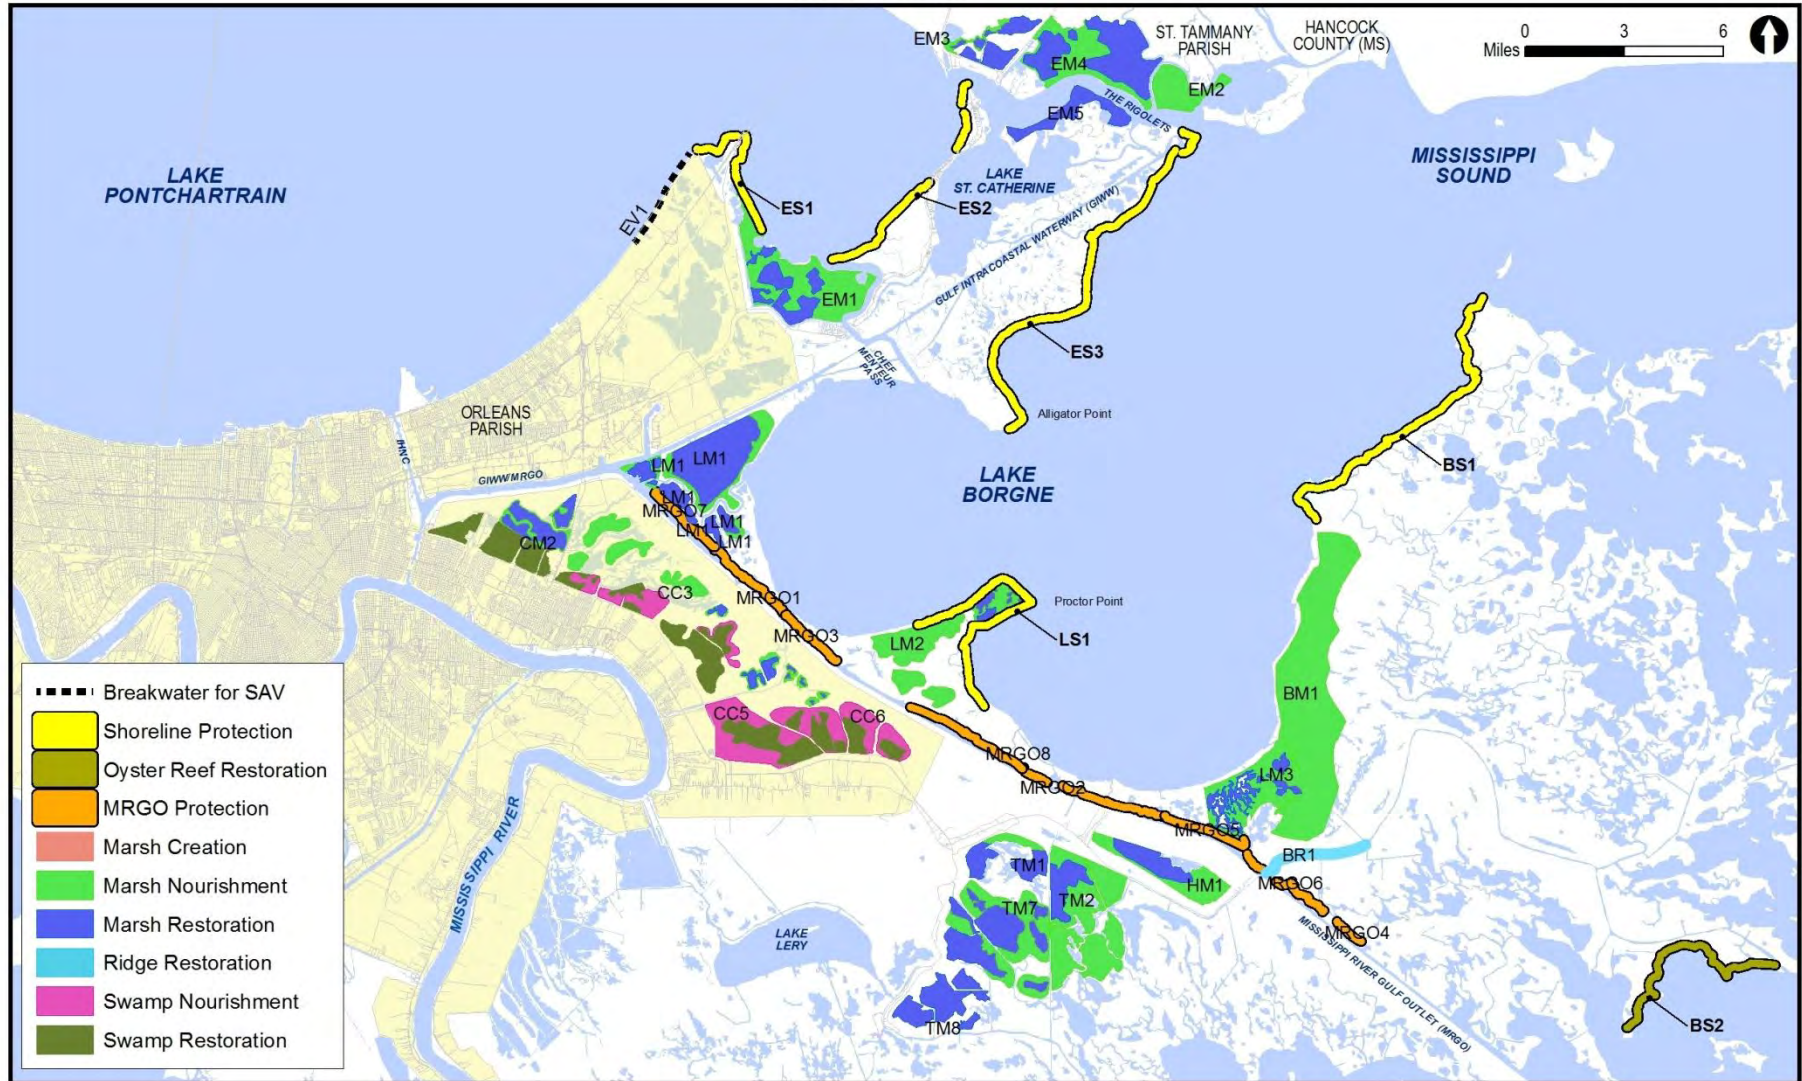 EM3
ST. TAMMANY
PARISH
HANCOCK
COUNTY (MS)
0 3 6
Miles
EM4
EM2
EM5
THE RIGOLETS
LAKE
PONTCHARTRAIN
MISSISSIPPI
SOUND
LAKE
ST. CATHERINE
EV1
ES1
ES2
GULF INTRACOASTAL WATERWAY (GIWW)
EM1
ES3
CHEF
MENTEUR
PASS
Alligator Point
ORLEANS
PARISH
IHNC
GIWW/MRGO
LM1
LM1
LM1
MRGO7
LM1
LM1
LM1
LAKE
BORGNE
BS1
CM2
CC3
MRGO1
MRGO3
Proctor Point
LM2
LS1
BM1
CC5
CC6
MRGO8
MRGO2
LM3
MRGO5
BR1
MISSISSIPPI RIVER
TM1
HM1
MRGO6
TM7
TM2
LAKE
LERY
MRGO4
MISSISSIPPI RIVER GULF OUTLET (MRGO)
TM8
BS2
Breakwater for SAV
Shoreline Protection
Oyster Reef Restoration
MRGO Protection
Marsh Creation
Marsh Nourishment
Marsh Restoration
Ridge Restoration
Swamp Nourishment
Swamp Restoration